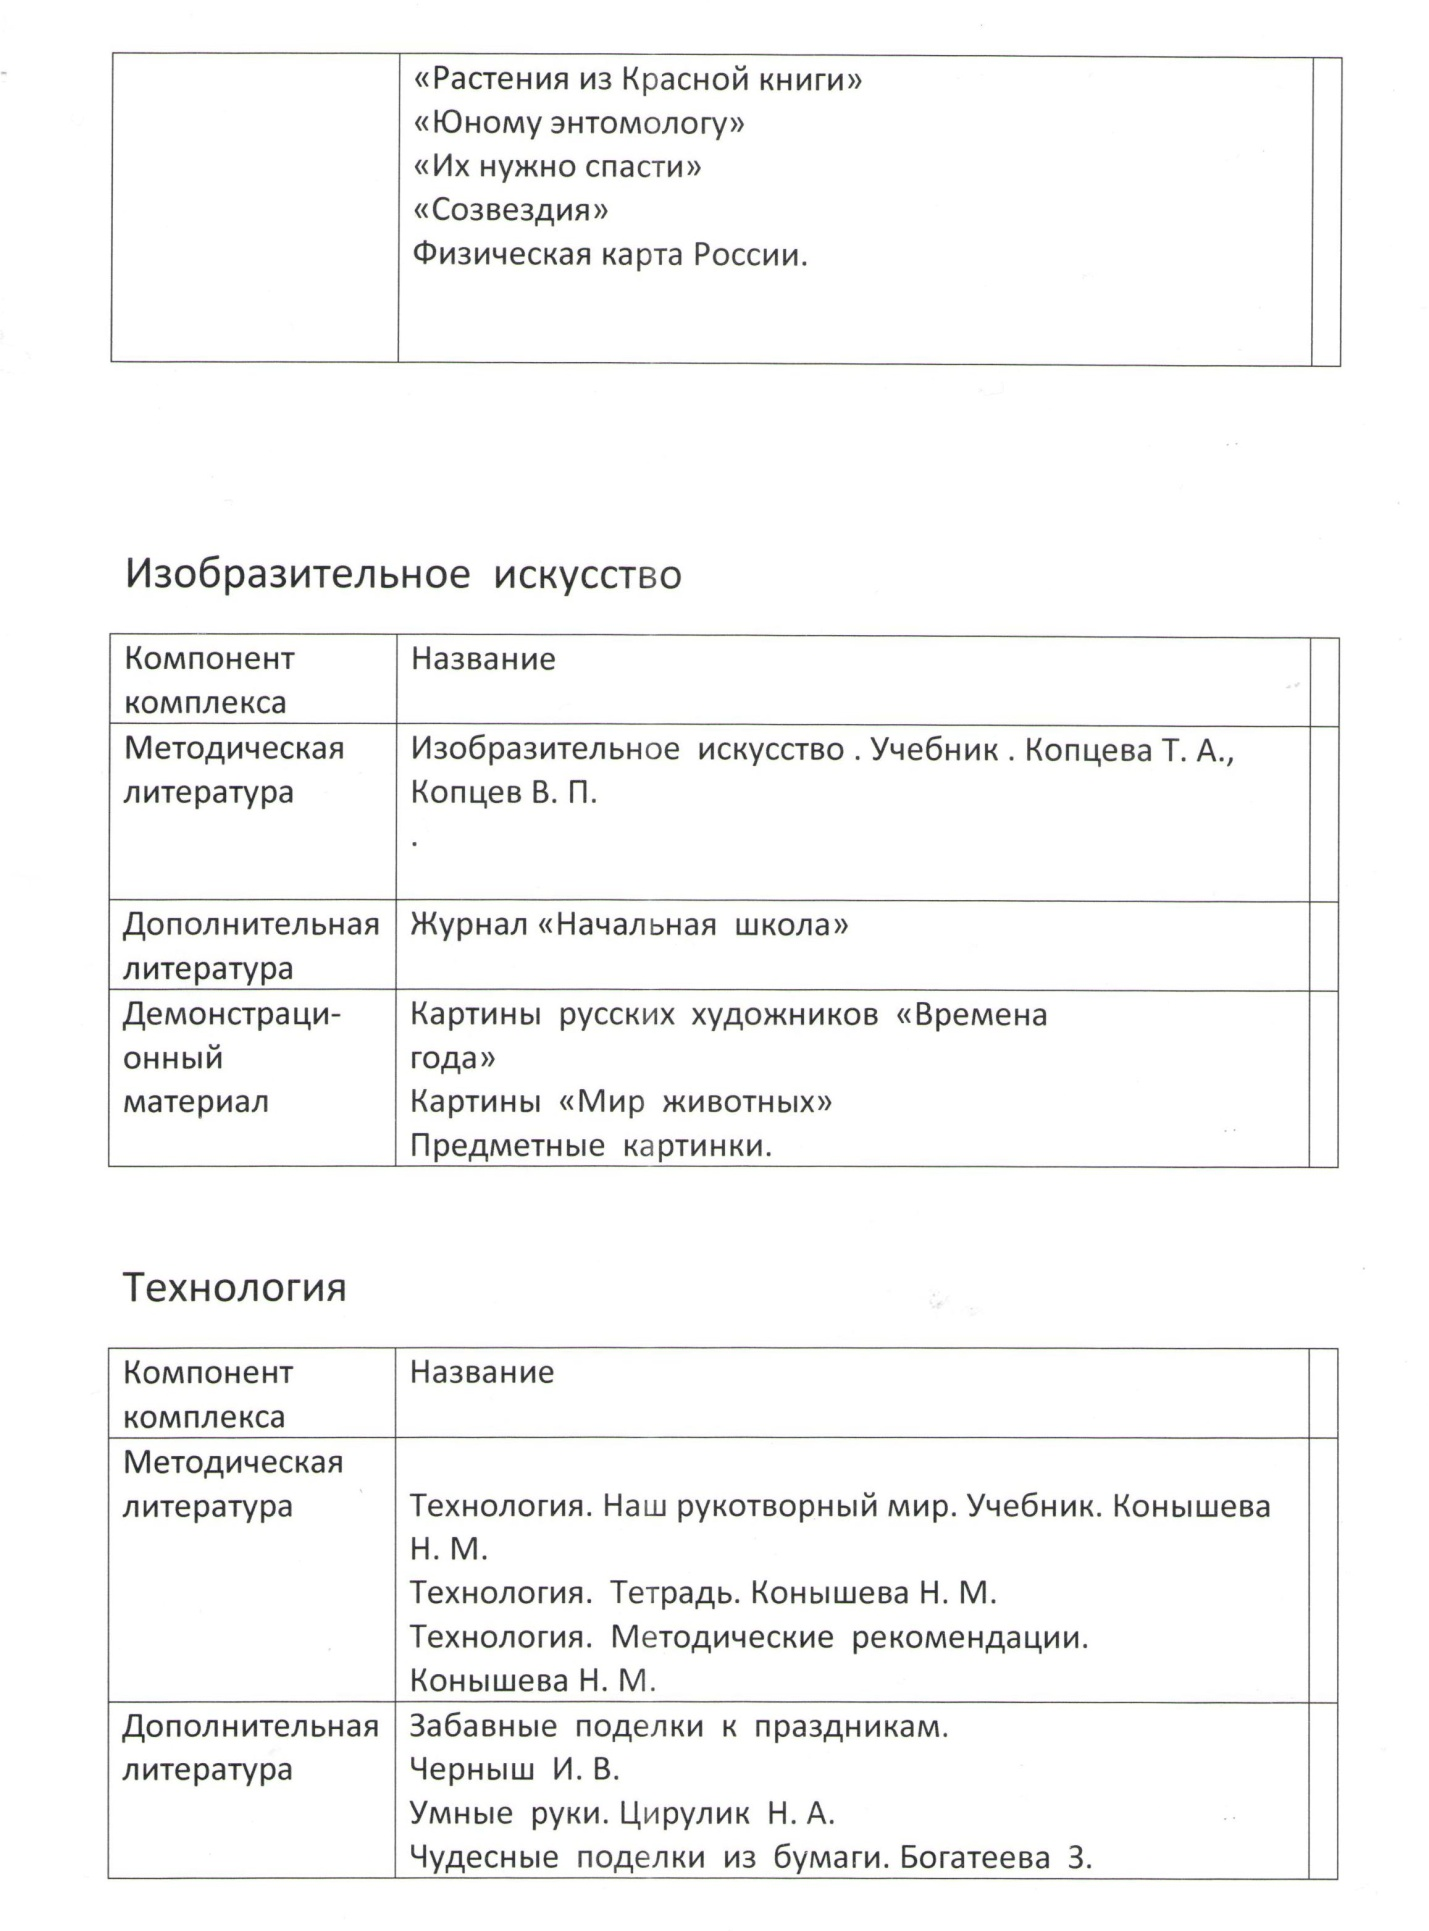 «Растения из Красной книги»
«Юному энтомологу»
«Их нужно спасти»
«Созвездия»
Физическая карта России.
Изобразительное искусство
Компонент
комплекса
Название
Методическая
литература
Изобразительное искусство . Учебник . Копцева Т. А.,
Копцев В. П.
.
Дополнительная
литература
Журнал «Начальная школа»
Демонстраци-
онный
материал
Картины русских художников «Времена
года»
Картины «Мир животных»
Предметные картинки.
Технология
Компонент
комплекса
Название
Методическая
литература
Технология. Наш рукотворный мир. Учебник. Конышева
Н. М.
Технология. Тетрадь. Конышева Н. М.
Технология. Методические рекомендации.
Конышева Н. М.
Дополнительная
литература
Забавные поделки к праздникам.
Черныш И. В.
Умные руки. Цирулик Н. А.
Чудесные поделки из бумаги. Богатеева З.